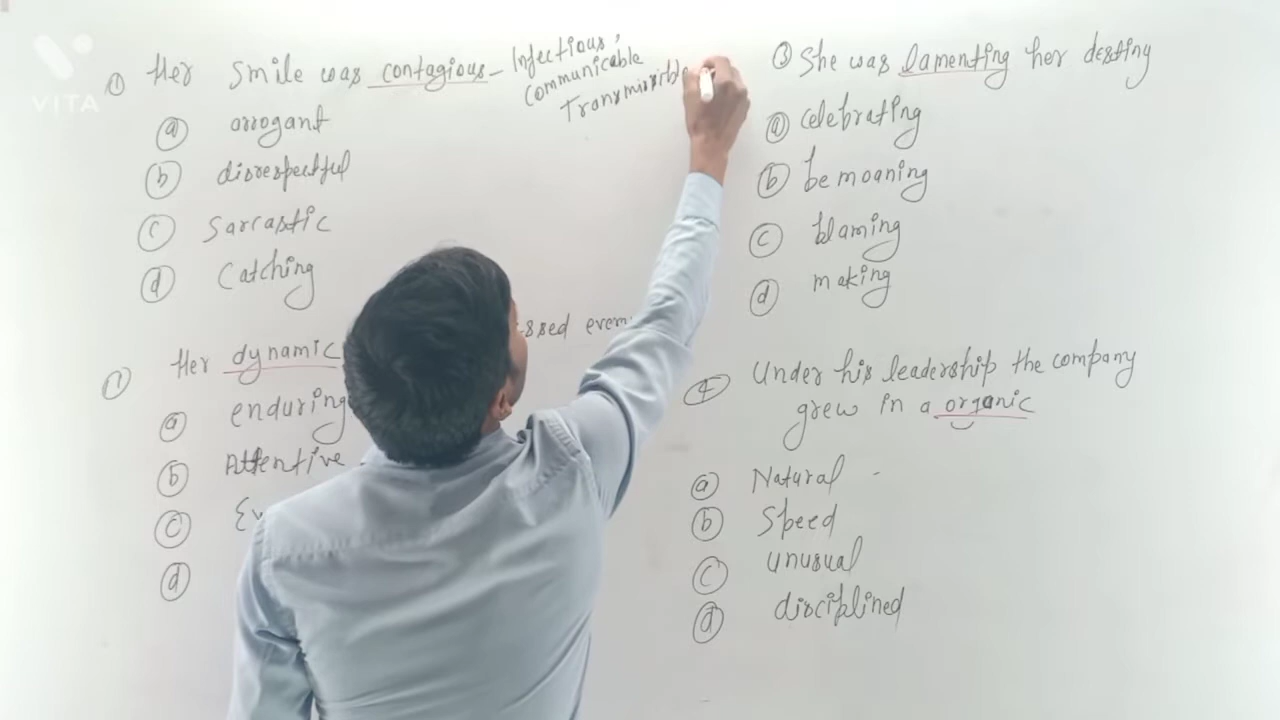 VITA
① Her smile was contagious - Infectious,
communicable
Transmissible
ⓐ arrogant
ⓑ disrespectful
ⓒ Sarcastic
ⓓ Catching
Her dynamic
ⓐ enduring
ⓑ Attentive
ⓒ
ⓓ
③ She was lamenting her destiny
ⓐ celebrating
ⓑ bemoaning
ⓒ blaming
ⓓ making
④ Under his leadership the company
grew in a organic
ⓐ Natural -
ⓑ Speed
ⓒ unusual
ⓓ disciplined